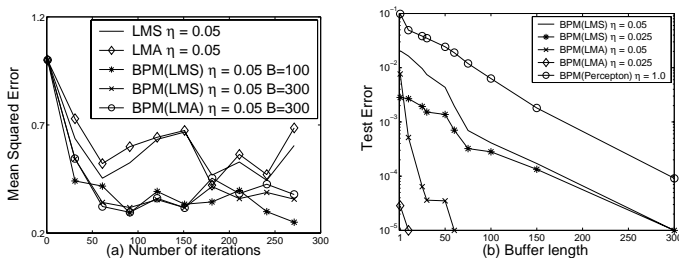 1.2
0.7
0.2
Mean Squared Error
LMS η = 0.05
LMA η = 0.05
BPM(LMS) η = 0.05 B=100
BPM(LMS) η = 0.05 B=300
BPM(LMA) η = 0.05 B=300
0 50 100 150 200 250 300
(a) Number of iterations
10⁻¹
10⁻²
10⁻³
10⁻⁴
10⁻⁵
Test Error
BPM(LMS) η = 0.05
BPM(LMS) η = 0.025
BPM(LMA) η = 0.05
BPM(LMA) η = 0.025
BPM(Percepton) η = 1.0
1 50 100 150 200 250 300
(b) Buffer length